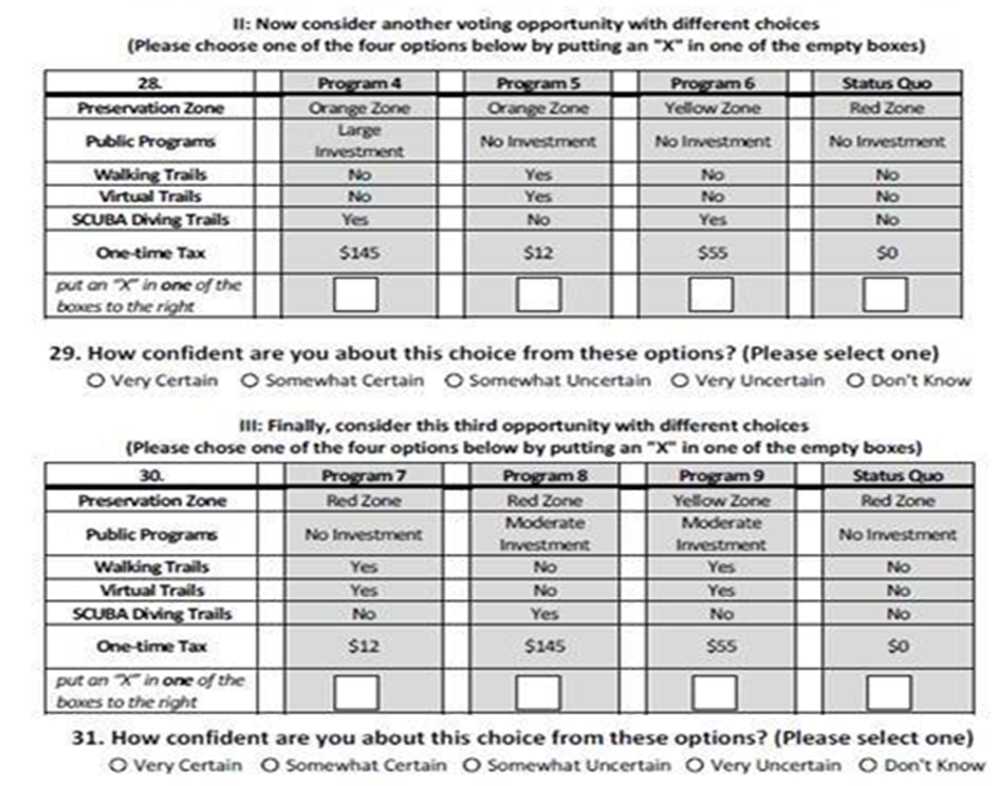 II: Now consider another voting opportunity with different choices
(Please choose one of the four options below by putting an "X" in one of the empty boxes)
28. Program 4 Program 5 Program 6 Status Quo
Preservation Zone Orange Zone Orange Zone Yellow Zone Red Zone
Public Programs Large Investment No Investment No Investment No Investment
Walking Trails No Yes No No
Virtual Trails No Yes No No
SCUBA Diving Trails Yes No Yes No
One-time Tax $145 $12 $55 $0
put an "X" in one of the
boxes to the right
29. How confident are you about this choice from these options? (Please select one)
Very Certain Somewhat Certain Somewhat Uncertain Very Uncertain Don't Know
III: Finally, consider this third opportunity with different choices
(Please chose one of the four options below by putting an "X" in one of the empty boxes)
30. Program 7 Program 8 Program 9 Status Quo
Preservation Zone Red Zone Red Zone Yellow Zone Red Zone
Public Programs No Investment Moderate Investment Moderate Investment No Investment
Walking Trails Yes No Yes No
Virtual Trails Yes No Yes No
SCUBA Diving Trails No Yes No No
One-time Tax $12 $145 $55 $0
put an "X" in one of the
boxes to the right
31. How confident are you about this choice from these options? (Please select one)
Very Certain Somewhat Certain Somewhat Uncertain Very Uncertain Don't Know